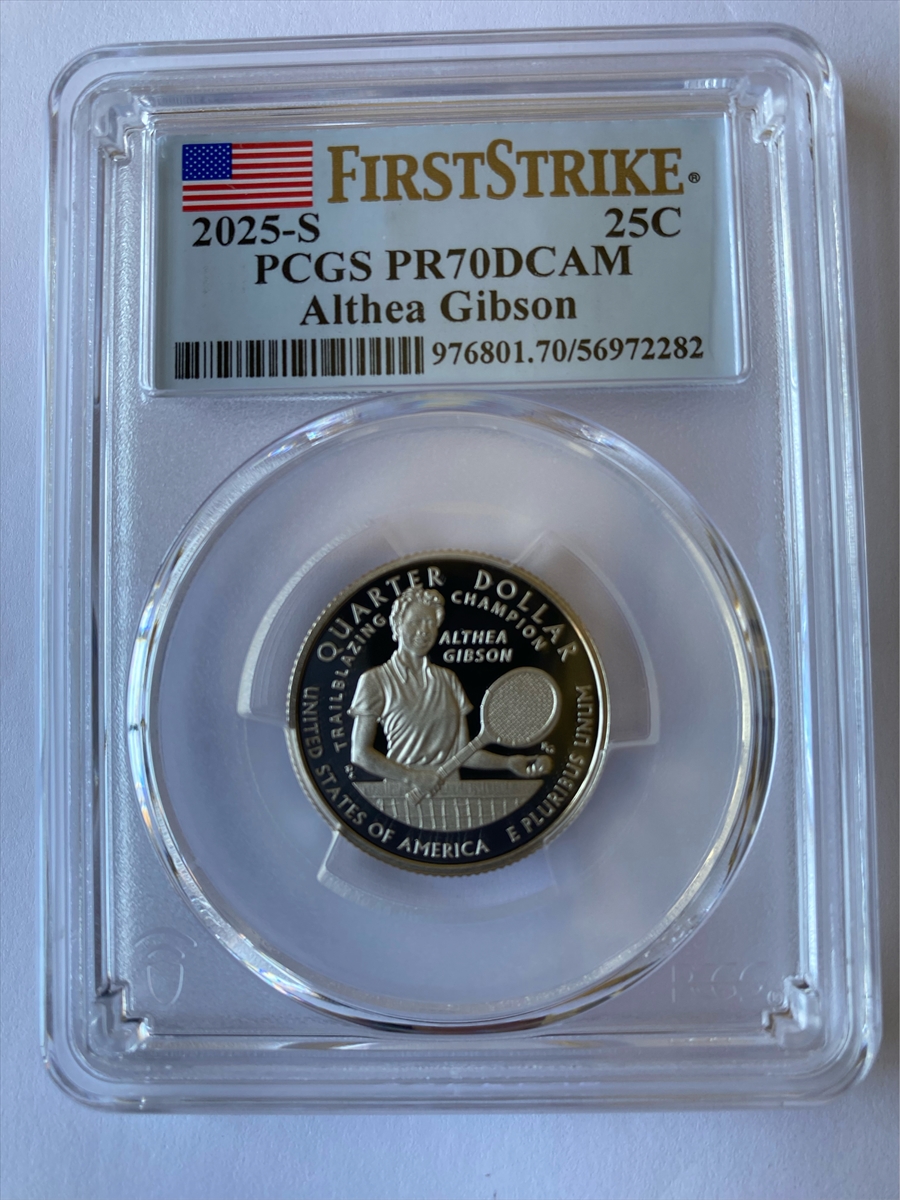 FIRSTSTRIKE®
2025-S 25C
PCGS PR70DCAM
Althea Gibson
976801.70/56972282
QUARTER DOLLAR
TRAILBLAZING CHAMPION
ALTHEA
GIBSON
UNITED STATES OF AMERICA
E PLURIBUS UNUM
PCGS